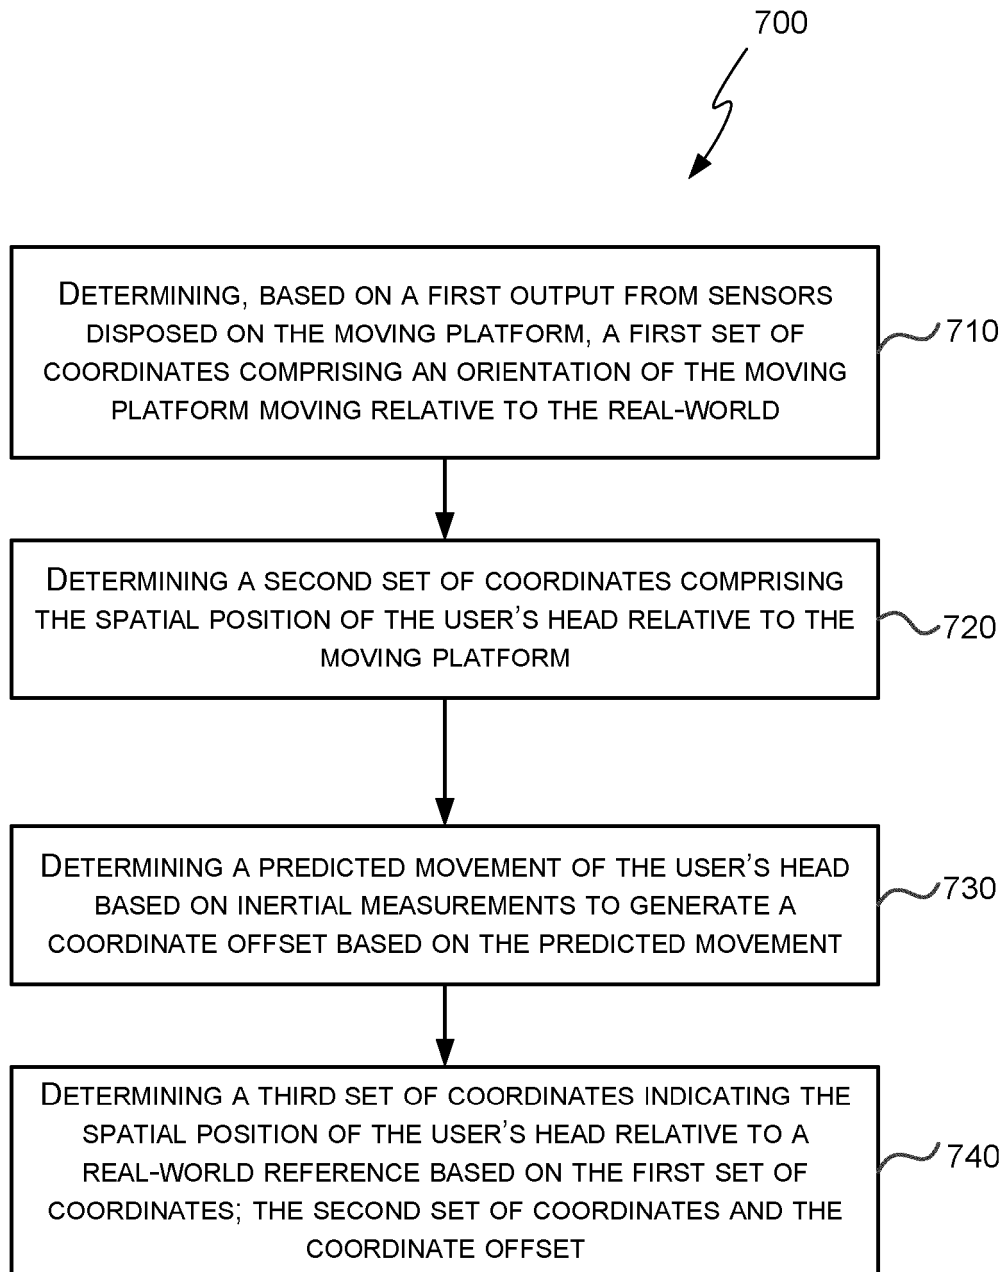 700
DETERMINING, BASED ON A FIRST OUTPUT FROM SENSORS
DISPOSED ON THE MOVING PLATFORM, A FIRST SET OF
COORDINATES COMPRISING AN ORIENTATION OF THE MOVING
PLATFORM MOVING RELATIVE TO THE REAL-WORLD
710
DETERMINING A SECOND SET OF COORDINATES COMPRISING
THE SPATIAL POSITION OF THE USER'S HEAD RELATIVE TO THE
MOVING PLATFORM
720
DETERMINING A PREDICTED MOVEMENT OF THE USER'S HEAD
BASED ON INERTIAL MEASUREMENTS TO GENERATE A
COORDINATE OFFSET BASED ON THE PREDICTED MOVEMENT
730
DETERMINING A THIRD SET OF COORDINATES INDICATING THE
SPATIAL POSITION OF THE USER'S HEAD RELATIVE TO A
REAL-WORLD REFERENCE BASED ON THE FIRST SET OF
COORDINATES; THE SECOND SET OF COORDINATES AND THE
COORDINATE OFFSET
740